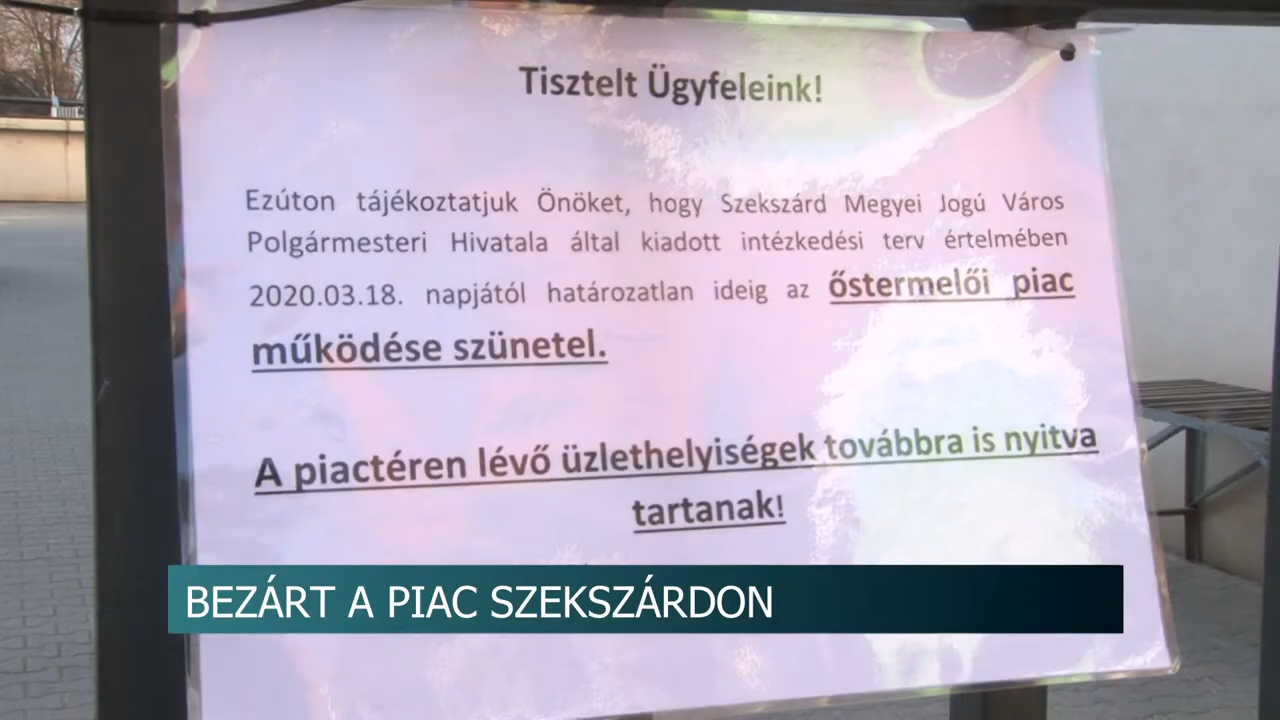 Tisztelt Ügyfeleink!
Ezúton tájékoztatjuk Önöket, hogy Szekszárd Megyei Jogú Város
Polgármesteri Hivatala által kiadott intézkedési terv értelmében
2020.03.18. napjától határozatlan ideig az őstermelői piac
működése szünetel.
A piactéren lévő üzlethelyiségek továbbra is nyitva
tartanak!
BEZÁRT A PIAC SZEKSZÁRDON